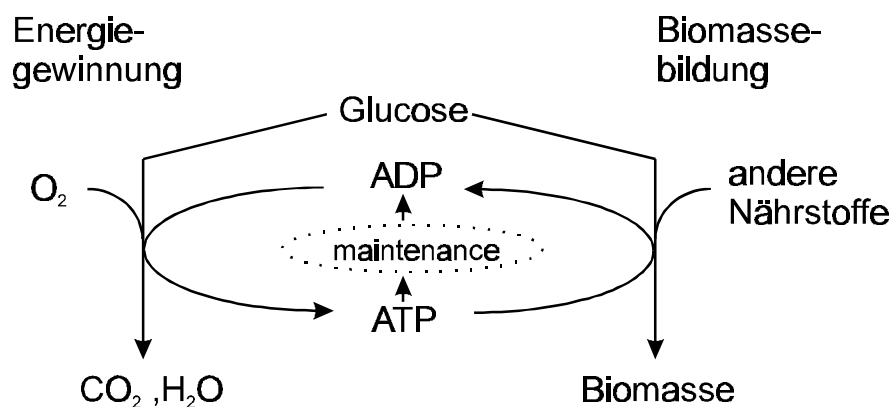 Energie-
gewinnung
Biomasse-
bildung
Glucose
O₂
ADP
andere
Nährstoffe
maintenance
ATP
CO₂ ,H₂O
Biomasse